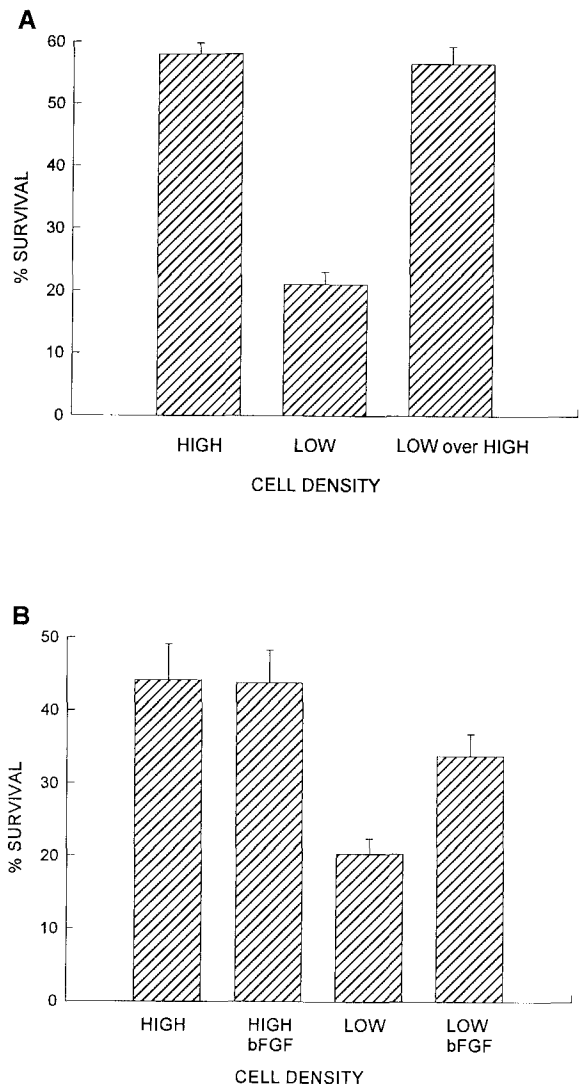 A
60
50
40
30
20
10
0
% SURVIVAL
HIGH LOW LOW over HIGH
CELL DENSITY
B
50
40
30
20
10
0
% SURVIVAL
HIGH HIGH LOW LOW
bFGF bFGF
CELL DENSITY